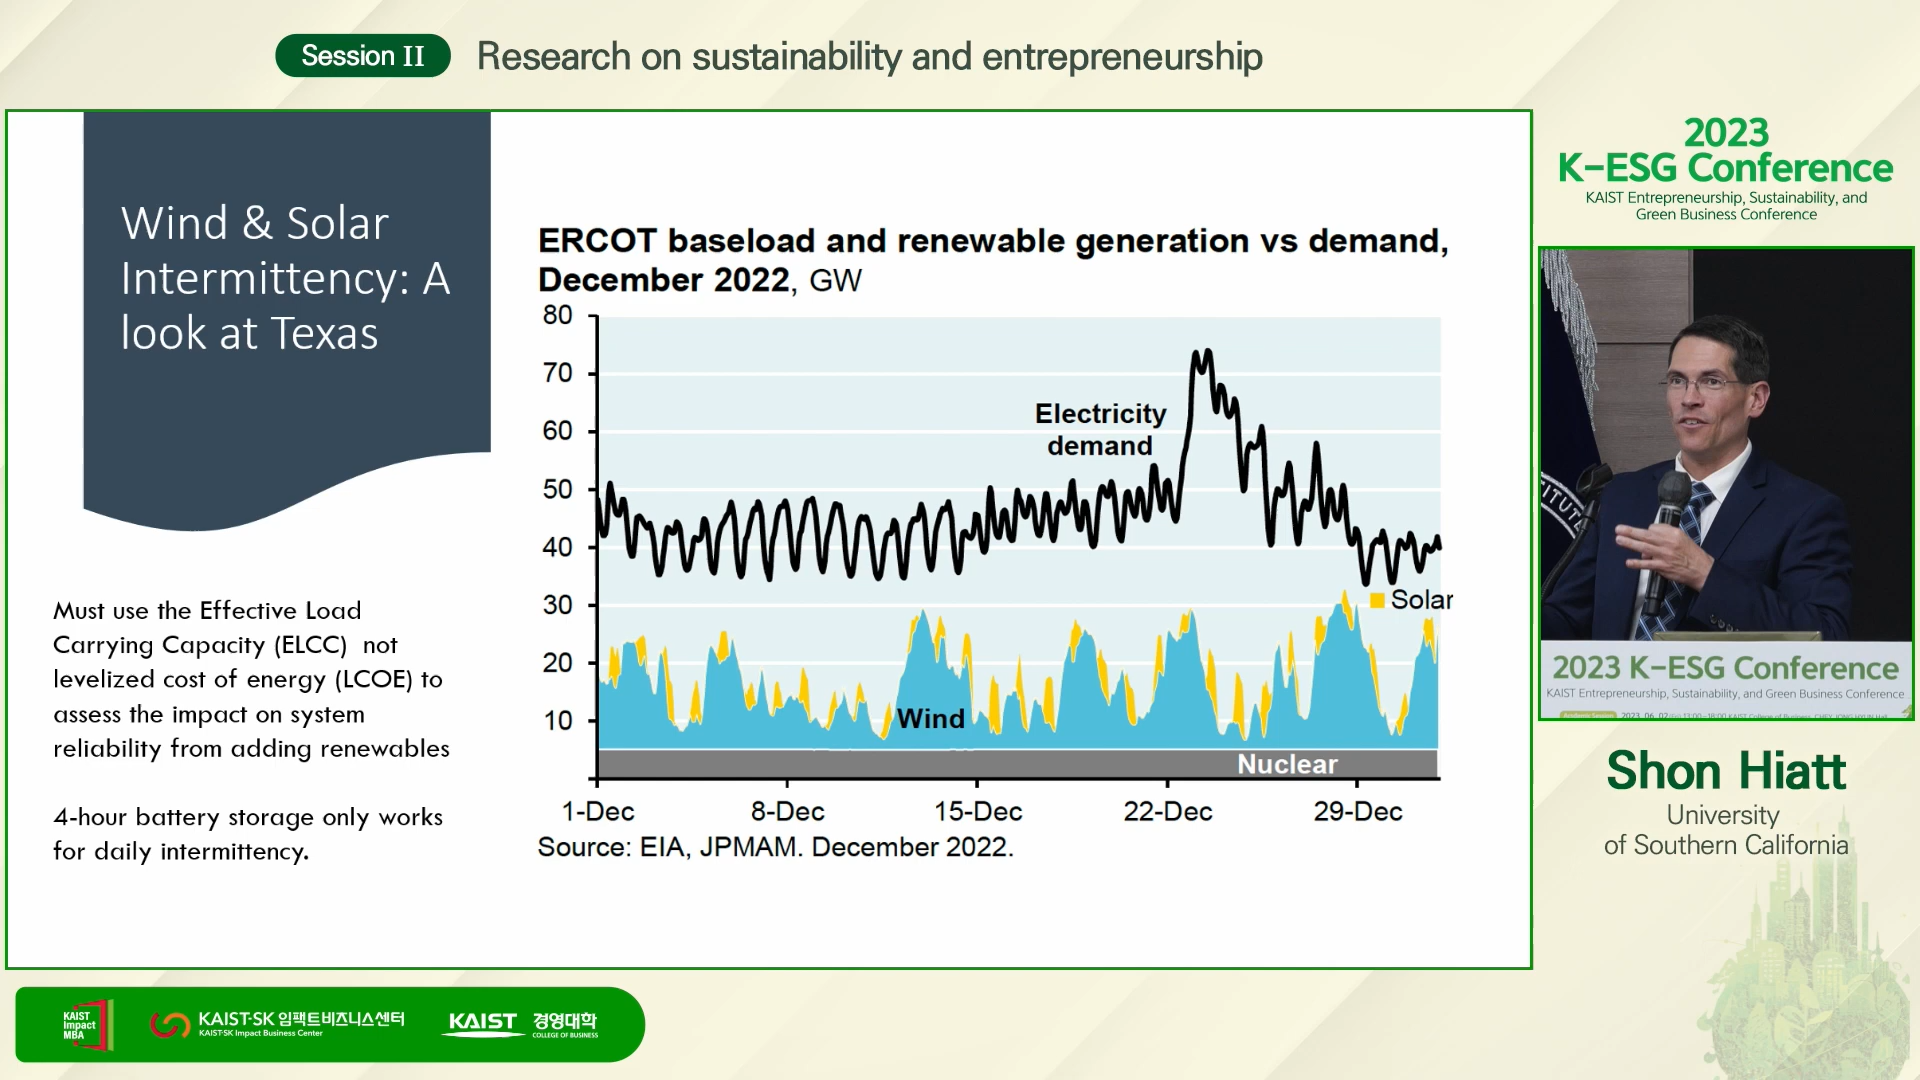 Session II Research on sustainability and entrepreneurship
Wind & Solar
Intermittency: A
look at Texas
Must use the Effective Load
Carrying Capacity (ELCC) not
levelized cost of energy (LCOE) to
assess the impact on system
reliability from adding renewables
4-hour battery storage only works
for daily intermittency.
ERCOT baseload and renewable generation vs demand,
December 2022, GW
80
70
60
50
40
30
20
10
Electricity
demand
Solar
Wind
Nuclear
1-Dec 8-Dec 15-Dec 22-Dec 29-Dec
Source: EIA, JPMAM. December 2022.
2023
K-ESG Conference
KAIST Entrepreneurship, Sustainability, and
Green Business Conference
TITUT
2023 K-ESG Conference
KAIST Entrepreneurship, Sustainability, and Green Business Conference
Shon Hiatt
University
of Southern California
KAIST
Impact
MBA
KAIST-SK 임팩트비즈니스센터
KAIST-SK Impact Business Center
KAIST 경영대학
COLLEGE OF BUSINESS